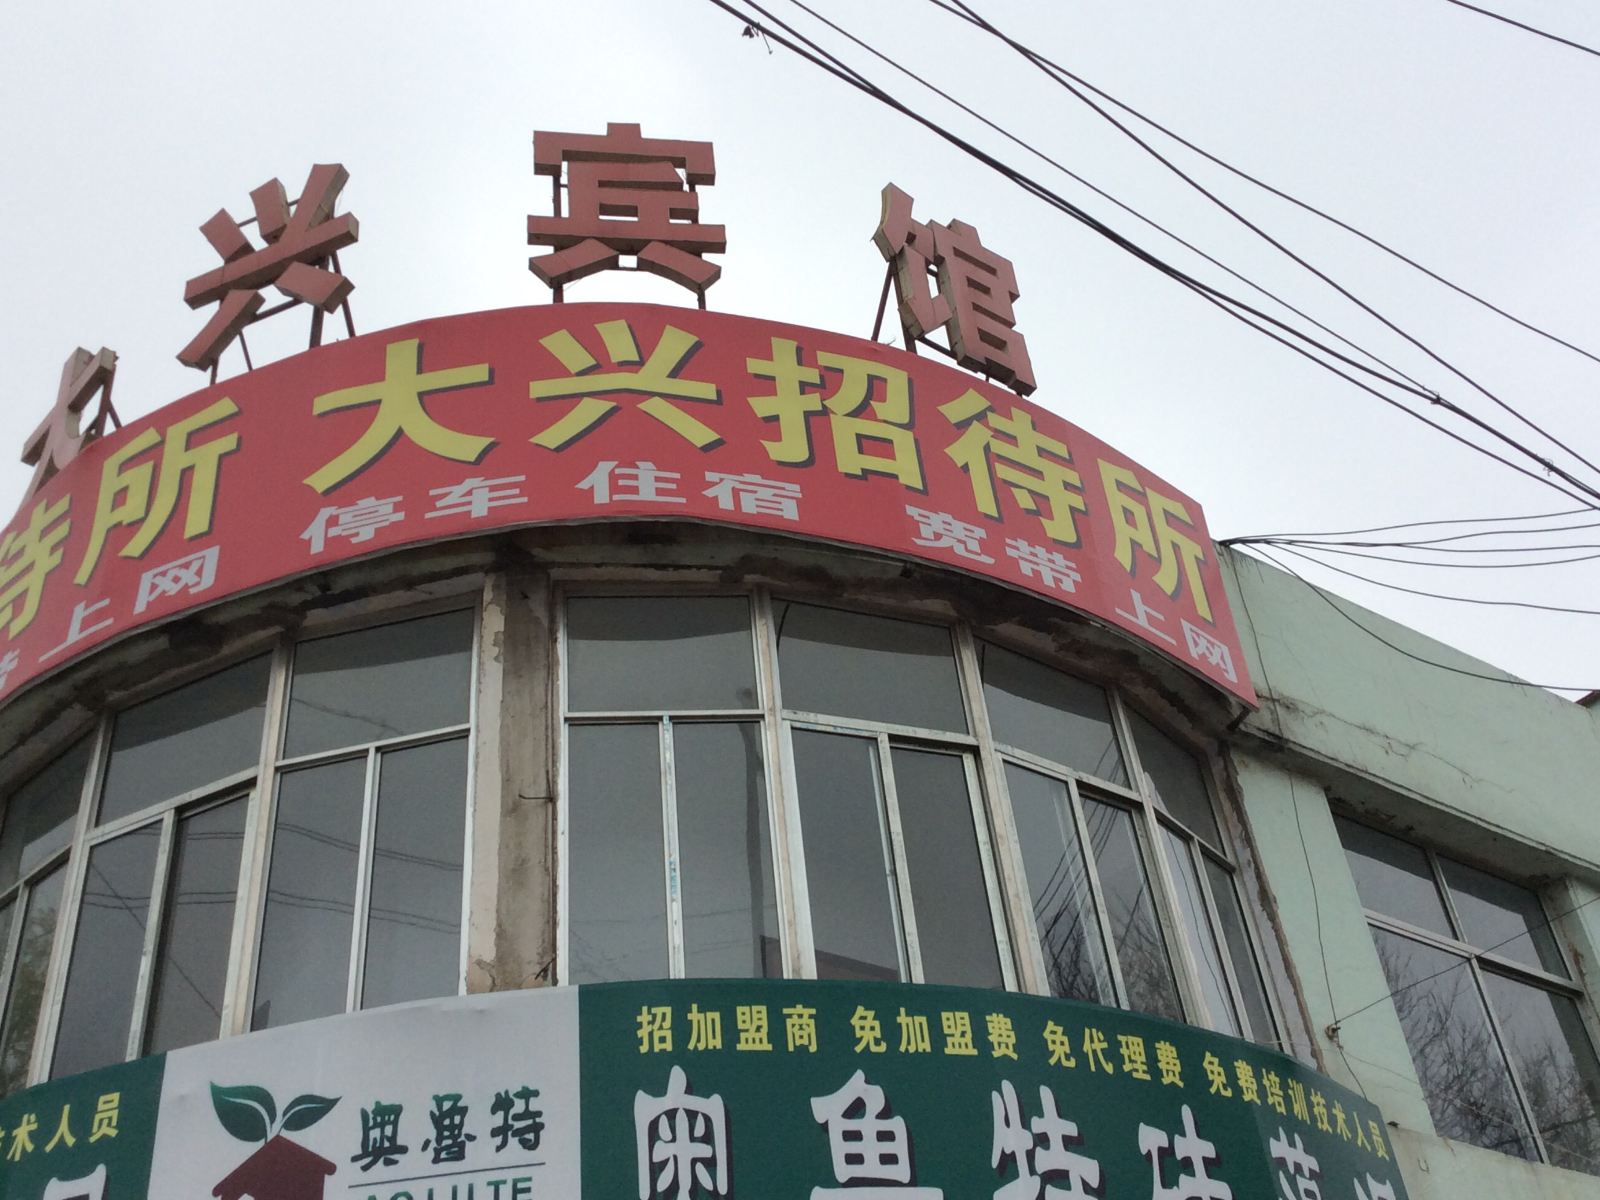 大兴宾馆
待所 大兴招待所
上网 停车 住宿 宽带 上网
招加盟商 免加盟费 免代理费 免费培训技术人员
术人员
奥鲁特
AOLUTE